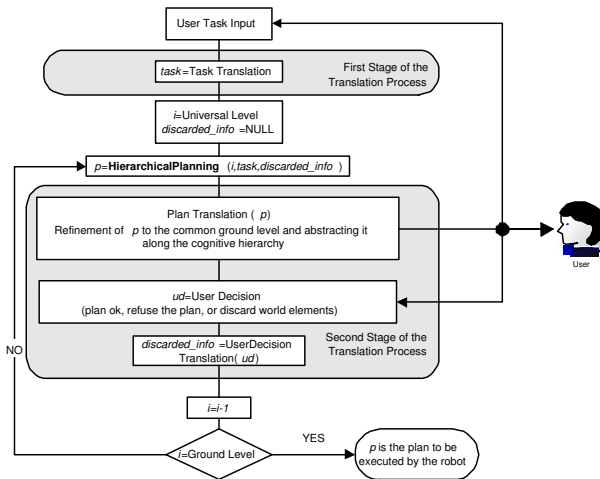 User Task Input
task=Task Translation
First Stage of the
Translation Process
i=Universal Level
discarded_info =NULL
p=HierarchicalPlanning (i,task,discarded_info )
Plan Translation ( p)
Refinement of p to the common ground level and abstracting it
along the cognitive hierarchy
User
ud=User Decision
(plan ok, refuse the plan, or discard world elements)
discarded_info =UserDecision
Translation( ud)
Second Stage of the
Translation Process
NO
i=i-1
i=Ground Level
YES
p is the plan to be
executed by the robot